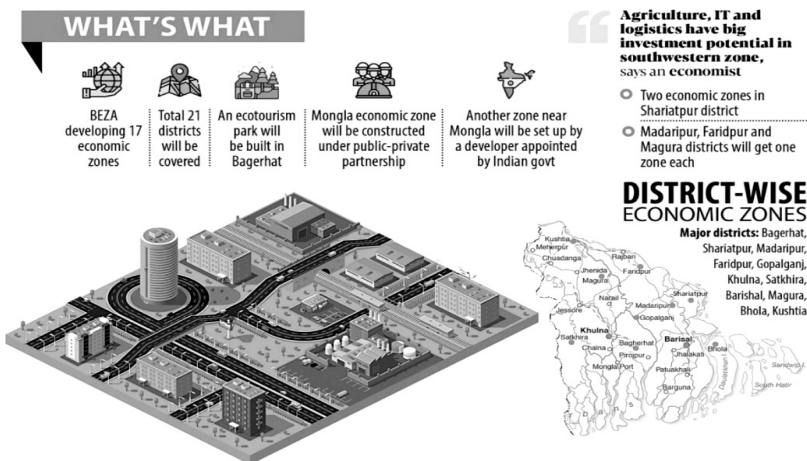 WHAT'S WHAT
BEZA
developing 17
economic
zones
Total 21
districts
will be
covered
An ecotourism
park will
be built in
Bagerhat
Mongla economic zone
will be constructed
under public-private
partnership
Another zone near
Mongla will be set up by
a developer appointed
by Indian govt
Agriculture, IT and
logistics have big
investment potential in
southwestern zone,
says an economist
Two economic zones in
Shariatpur district
Madaripur, Faridpur and
Magura districts will get one
zone each
DISTRICT-WISE
ECONOMIC ZONES
Major districts: Bagerhat,
Shariatpur, Madaripur,
Faridpur, Gopalganj,
Khulna, Satkhira,
Barishal, Magura,
Bhola, Kushtia
Kushtia
Meherpur
Chuadanga
Rajbari
Jhenida
Faridpur
Magura
Shariatpur
Narail
Madaripur
Jessore
Gopalganj
Khulna
Satkhira
Barisal
Bagherhat
Bhola
Chalna
Jhalakati
Pirojpur
Mongla Port
Patuakhali
Barguna
Sandwip I.
South Hatir